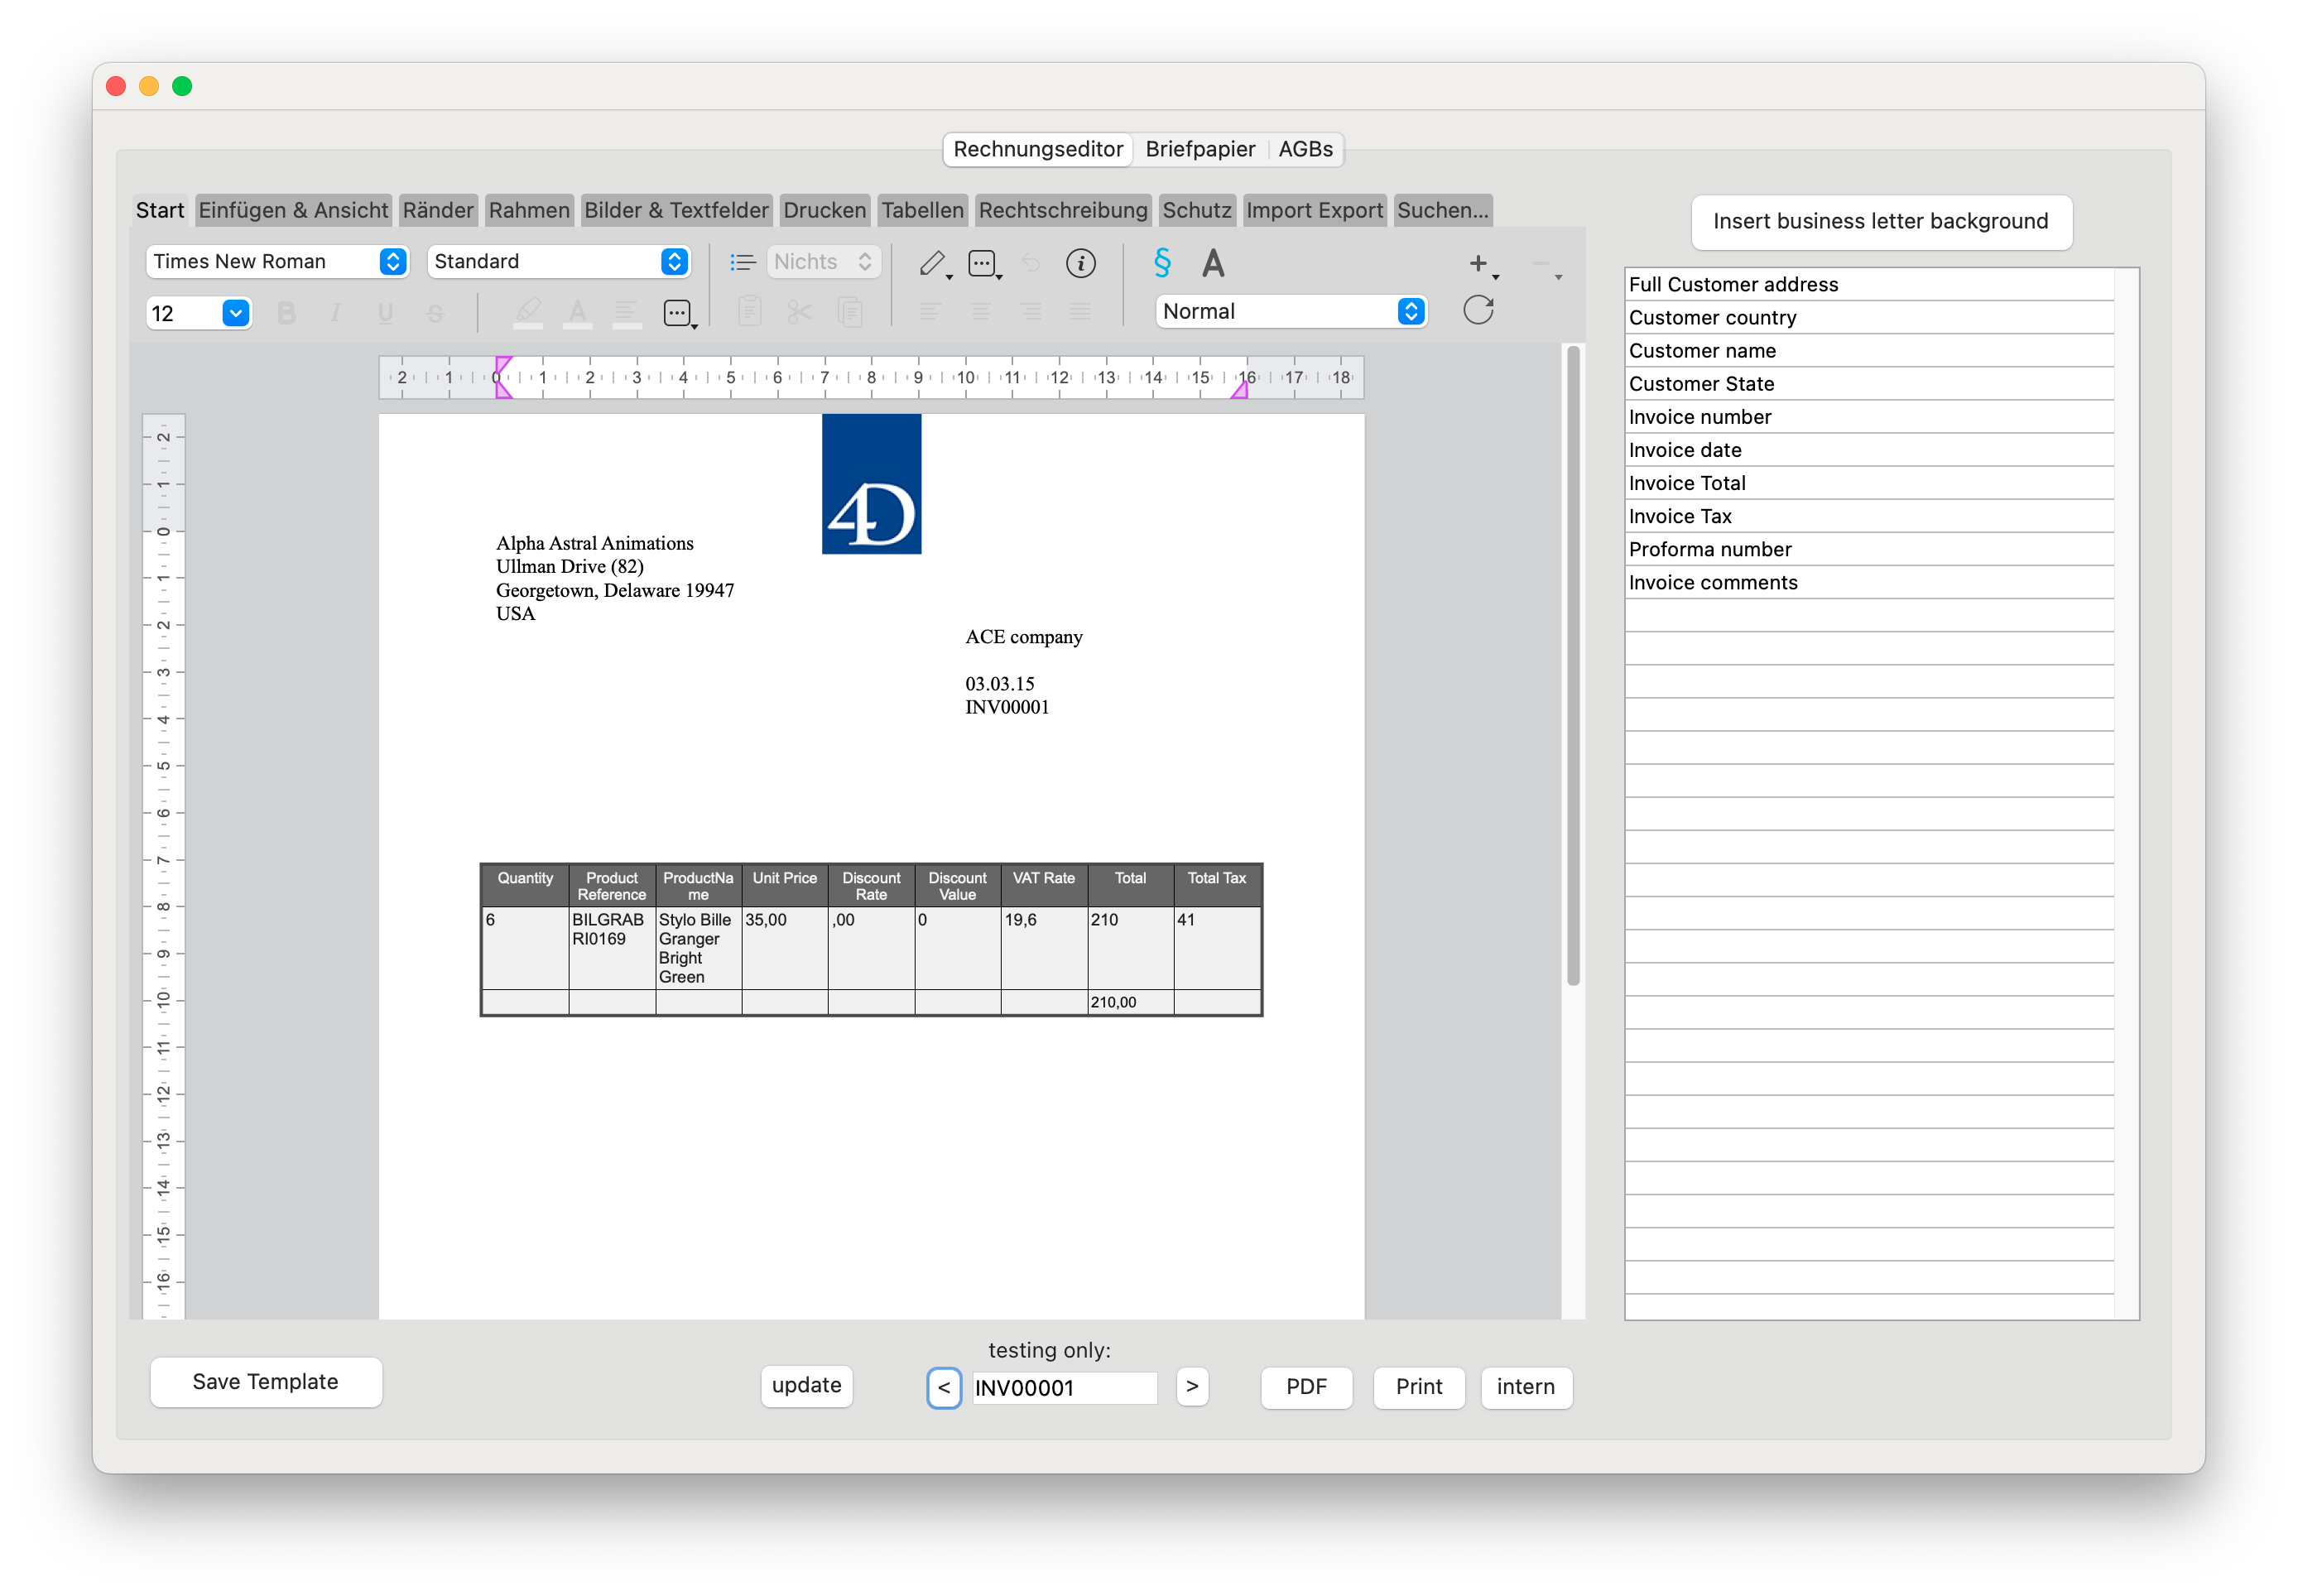 Rechnungseditor Briefpapier AGBs
Start Einfügen & Ansicht Ränder Rahmen Bilder & Textfelder Drucken Tabellen Rechtschreibung Schutz Import Export Suchen...
Insert business letter background
Times New Roman Standard Nichts § A
12 B I U S A Normal
2 1 0 1 2 3 4 5 6 7 8 9 10 11 12 13 14 15 16 17 18
2 1 0 1 2 3 4 5 6 7 8 9 10 11 12 13 14 15 16
Full Customer address
Customer country
Customer name
Customer State
Invoice number
Invoice date
Invoice Total
Invoice Tax
Proforma number
Invoice comments
4D
Alpha Astral Animations
Ullman Drive (82)
Georgetown, Delaware 19947
USA
ACE company
03.03.15
INV00001
Quantity Product Reference ProductName Unit Price Discount Rate Discount Value VAT Rate Total Total Tax
6 BILGRAB Stylo Bille 35,00 ,00 0 19,6 210 41
RI0169 Granger
Bright
Green
210,00
testing only:
Save Template update < INV00001 > PDF Print intern